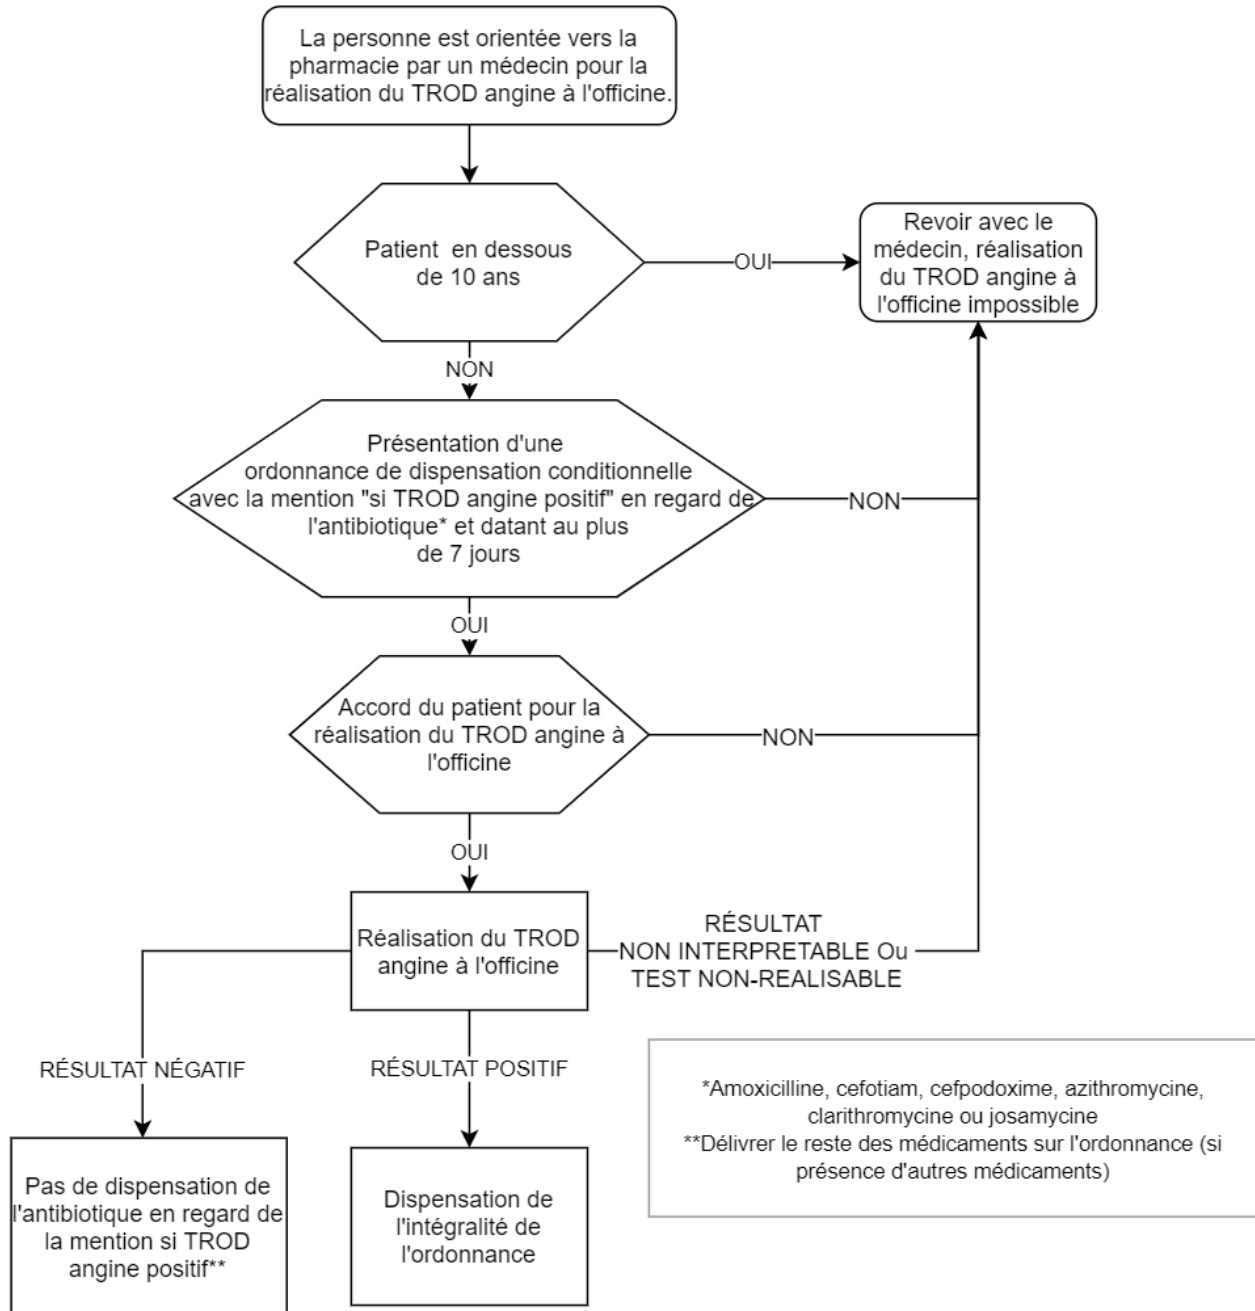 La personne est orientée vers la
pharmacie par un médecin pour la
réalisation du TROD angine à l'officine.
Patient en dessous
de 10 ans
OUI
Revoir avec le
médecin, réalisation
du TROD angine à
l'officine impossible
NON
Présentation d'une
ordonnance de dispensation conditionnelle
avec la mention "si TROD angine positif" en regard de
l'antibiotique* et datant au plus
de 7 jours
NON
OUI
Accord du patient pour la
réalisation du TROD angine à
l'officine
NON
OUI
Réalisation du TROD
angine à l'officine
RÉSULTAT
NON INTERPRETABLE Ou
TEST NON-REALISABLE
RÉSULTAT NÉGATIF
RÉSULTAT POSITIF
Pas de dispensation de
l'antibiotique en regard de
la mention si TROD
angine positif**
Dispensation de
l'intégralité de
l'ordonnance
*Amoxicilline, cefotiam, cefpodoxime, azithromycine,
clarithromycine ou josamycine
**Délivrer le reste des médicaments sur l'ordonnance (si
présence d'autres médicaments)